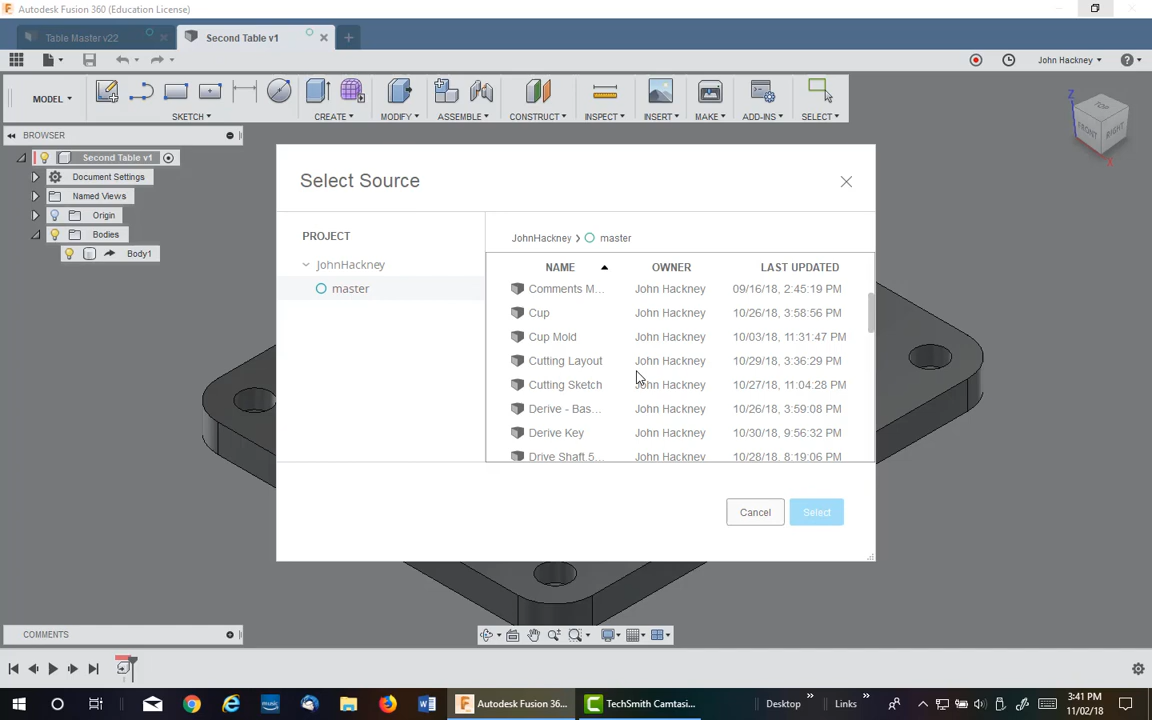 Autodesk Fusion 360 (Education License)
Table Master v22
Second Table v1
John Hackney
MODEL
SKETCH
CREATE
MODIFY
ASSEMBLE
CONSTRUCT
INSPECT
INSERT
MAKE
ADD-INS
SELECT
BROWSER
Second Table v1
Document Settings
Named Views
Origin
Bodies
Body1
Z
TOP
FRONT
RIGHT
X
Select Source
PROJECT
JohnHackney
master
JohnHackney > master
NAME OWNER LAST UPDATED
Comments M... John Hackney 09/16/18, 2:45:19 PM
Cup John Hackney 10/26/18, 3:58:56 PM
Cup Mold John Hackney 10/03/18, 11:31:47 PM
Cutting Layout John Hackney 10/29/18, 3:36:29 PM
Cutting Sketch John Hackney 10/27/18, 11:04:28 PM
Derive - Bas... John Hackney 10/26/18, 3:59:08 PM
Derive Key John Hackney 10/30/18, 9:56:32 PM
Drive Shaft 5... John Hackney 10/28/18, 8:19:06 PM
Cancel Select
COMMENTS
Autodesk Fusion 36...
TechSmith Camtasi...
Desktop
Links
3:41 PM
11/02/18